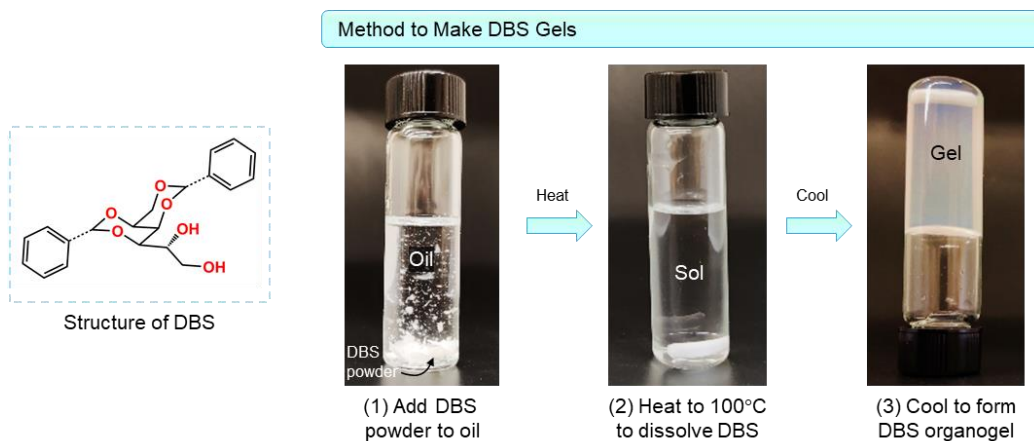 Method to Make DBS Gels
O
O
O
O
OH
OH
Structure of DBS
Oil
DBS
powder
Heat
Sol
Cool
Gel
(1) Add DBS
powder to oil
(2) Heat to 100°C
to dissolve DBS
(3) Cool to form
DBS organogel